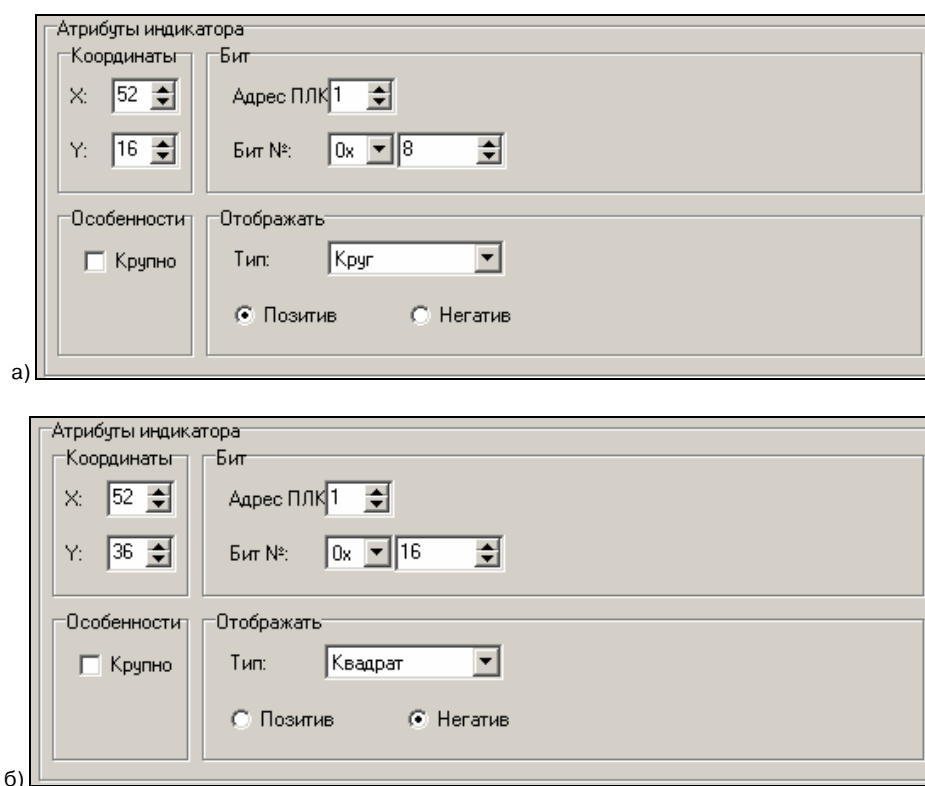 Атрибуты индикатора
Координаты Бит
X: 52 Адрес ПЛК 1
Y: 16 Бит №: 0x 8
Особенности Отображать
Крупно Тип: Круг
Позитив Негатив
а)
Атрибуты индикатора
Координаты Бит
X: 52 Адрес ПЛК 1
Y: 36 Бит №: 0x 16
Особенности Отображать
Крупно Тип: Квадрат
Позитив Негатив
б)